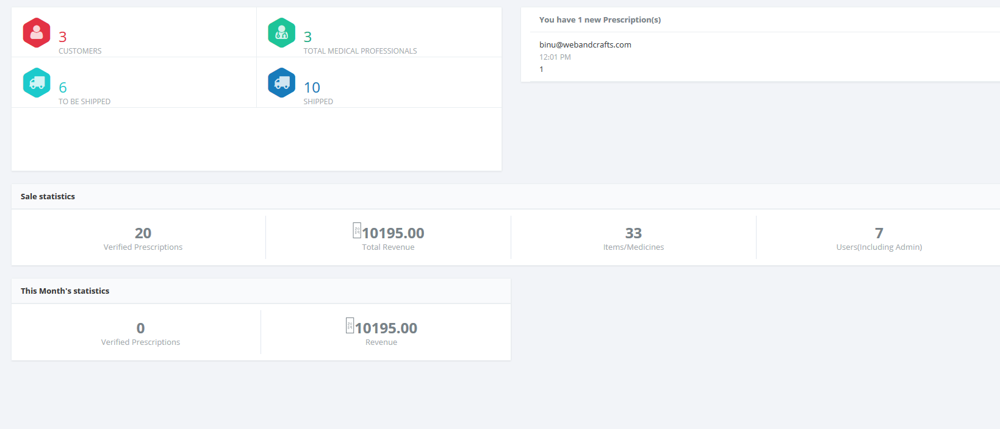 3
CUSTOMERS
3
TOTAL MEDICAL PROFESSIONALS
6
TO BE SHIPPED
10
SHIPPED
You have 1 new Prescription(s)
binu@webandcrafts.com
12:01 PM
1
Sale statistics
20
Verified Prescriptions
10195.00
Total Revenue
33
Items/Medicines
7
Users(Including Admin)
This Month's statistics
0
Verified Prescriptions
10195.00
Revenue